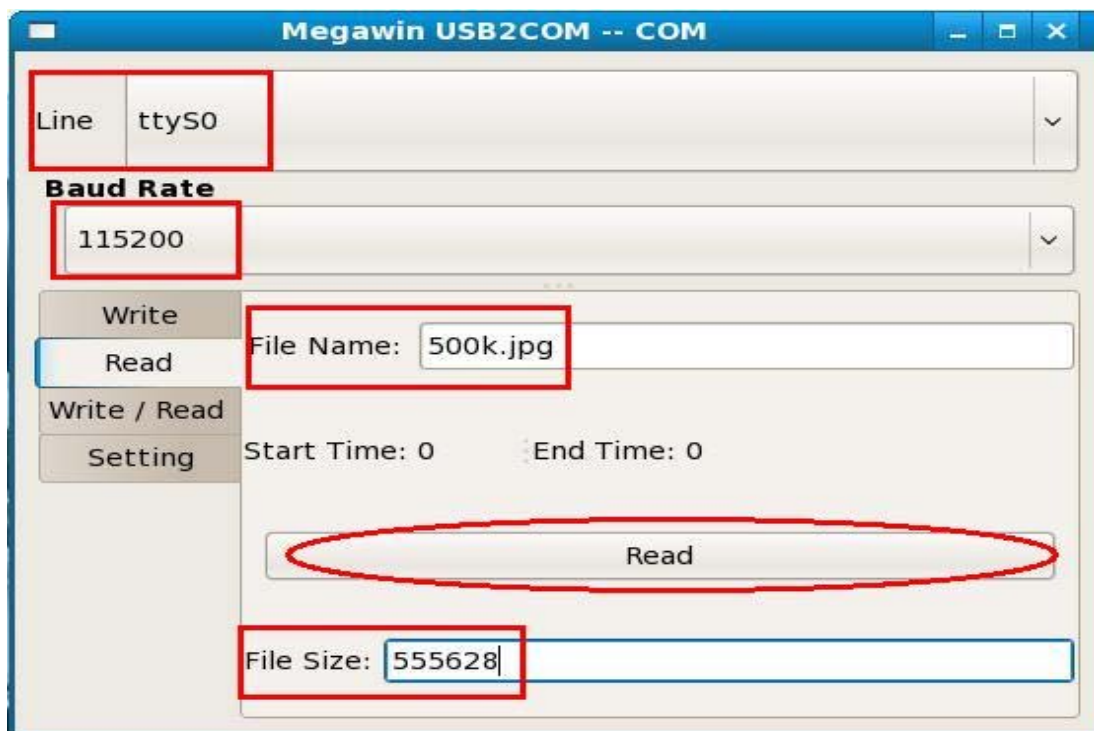 Megawin USB2COM -- COM
Line ttyS0
Baud Rate
115200
Write
Read
Write / Read
Setting
File Name: 500k.jpg
Start Time: 0 End Time: 0
Read
File Size: 555628